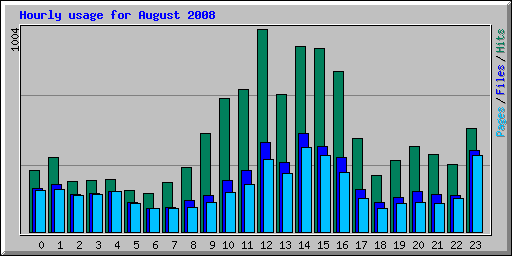 Hourly usage for August 2008
1004
Pages / Files / Hits
0 1 2 3 4 5 6 7 8 9 10 11 12 13 14 15 16 17 18 19 20 21 22 23